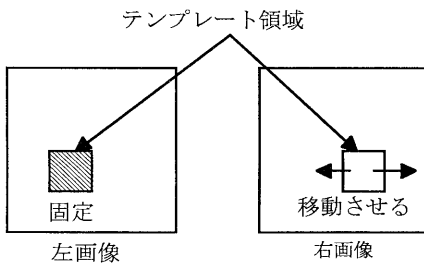 テンプレート領域
固定
移動させる
左画像
右画像